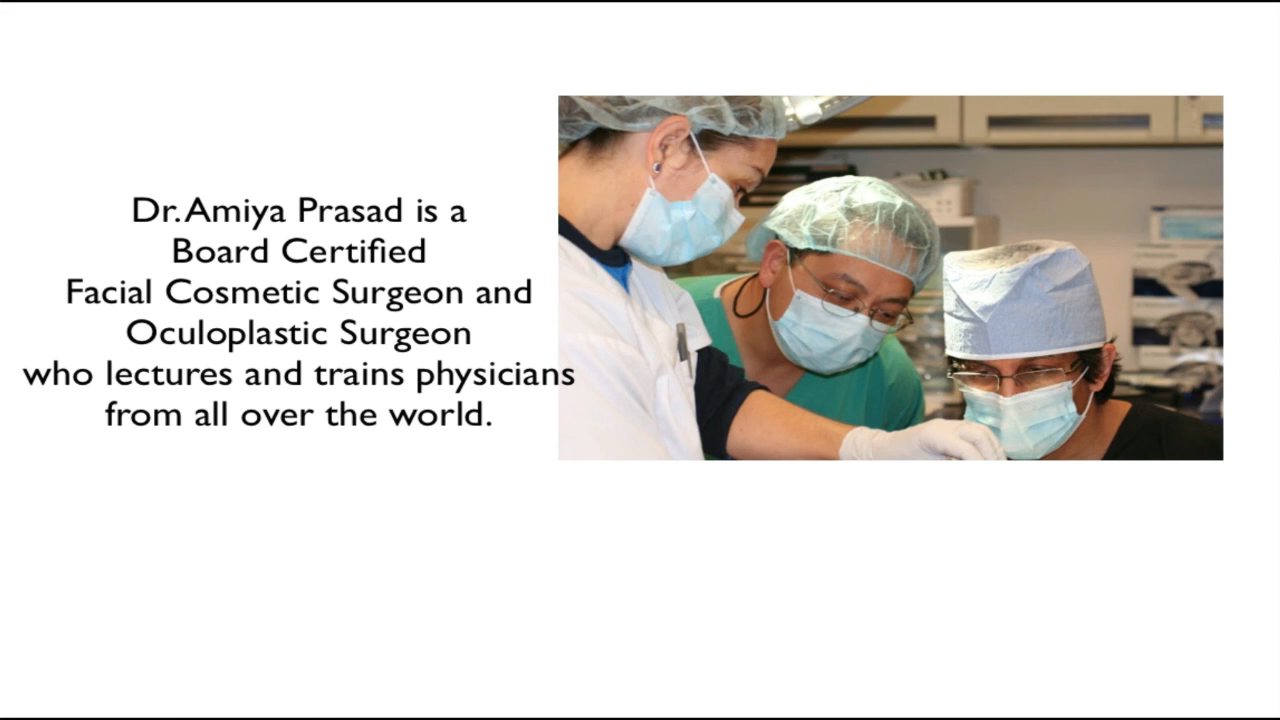 Dr. Amiya Prasad is a
Board Certified
Facial Cosmetic Surgeon and
Oculoplastic Surgeon
who lectures and trains physicians
from all over the world.